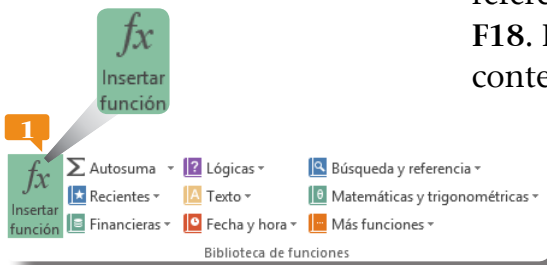 refere
F18.
conte
fx
Insertar
función
1
fx
Insertar
función
Autosuma
Recientes
Financieras
Lógicas
Texto
Fecha y hora
Búsqueda y referencia
Matemáticas y trigonométricas
Más funciones
Biblioteca de funciones